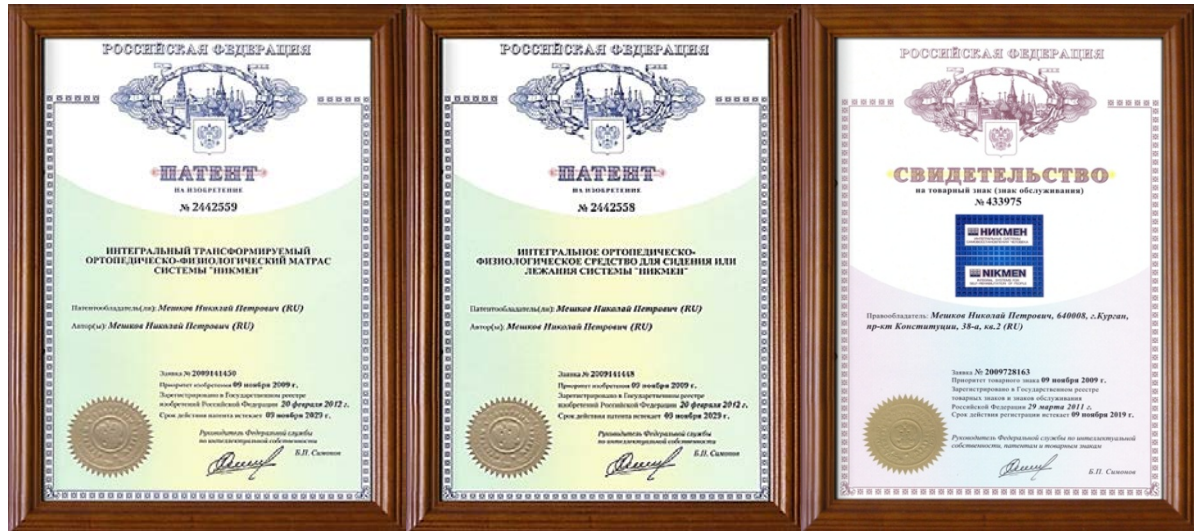 РОССИЙСКАЯ ФЕДЕРАЦИЯ
ПАТЕНТ
НА ИЗОБРЕТЕНИЕ
№ 2442559
ИНТЕГРАЛЬНЫЙ ТРАНСФОРМИРУЕМЫЙ
ОРТОПЕДИЧЕСКО-ФИЗИОЛОГИЧЕСКИЙ МАТРАС
СИСТЕМЫ "НИКМЕН"
Патентообладатель(ли): Мешков Николай Петрович (RU)
Автор(ы): Мешков Николай Петрович (RU)
Заявка № 2009141450
Приоритет изобретения 09 ноября 2009 г.
Зарегистрировано в Государственном реестре
изобретений Российской Федерации 20 февраля 2012 г.
Срок действия патента истекает 09 ноября 2029 г.
Руководитель Федеральной службы
по интеллектуальной собственности
Б.П. Симонов
РОССИЙСКАЯ ФЕДЕРАЦИЯ
ПАТЕНТ
НА ИЗОБРЕТЕНИЕ
№ 2442558
ИНТЕГРАЛЬНОЕ ОРТОПЕДИЧЕСКО-
ФИЗИОЛОГИЧЕСКОЕ СРЕДСТВО ДЛЯ СИДЕНИЯ ИЛИ
ЛЕЖАНИЯ СИСТЕМЫ "НИКМЕН"
Патентообладатель(ли): Мешков Николай Петрович (RU)
Автор(ы): Мешков Николай Петрович (RU)
Заявка № 2009141448
Приоритет изобретения 09 ноября 2009 г.
Зарегистрировано в Государственном реестре
изобретений Российской Федерации 20 февраля 2012 г.
Срок действия патента истекает 09 ноября 2029 г.
Руководитель Федеральной службы
по интеллектуальной собственности
Б.П. Симонов
РОССИЙСКАЯ ФЕДЕРАЦИЯ
СВИДЕТЕЛЬСТВО
на товарный знак (знак обслуживания)
№ 433975
НИКМЕН
NIKMEN
Правообладатель: Мешков Николай Петрович, 640008, г.Курган,
пр-кт Конституции, 38-а, кв.2 (RU)
Заявка № 2009728163
Приоритет товарного знака 09 ноября 2009 г.
Зарегистрировано в Государственном реестре
товарных знаков и знаков обслуживания
Российской Федерации 29 марта 2011 г.
Срок действия регистрации истекает 09 ноября 2019 г.
Руководитель Федеральной службы по интеллектуальной
собственности, патентам и товарным знакам
Б.П. Симонов